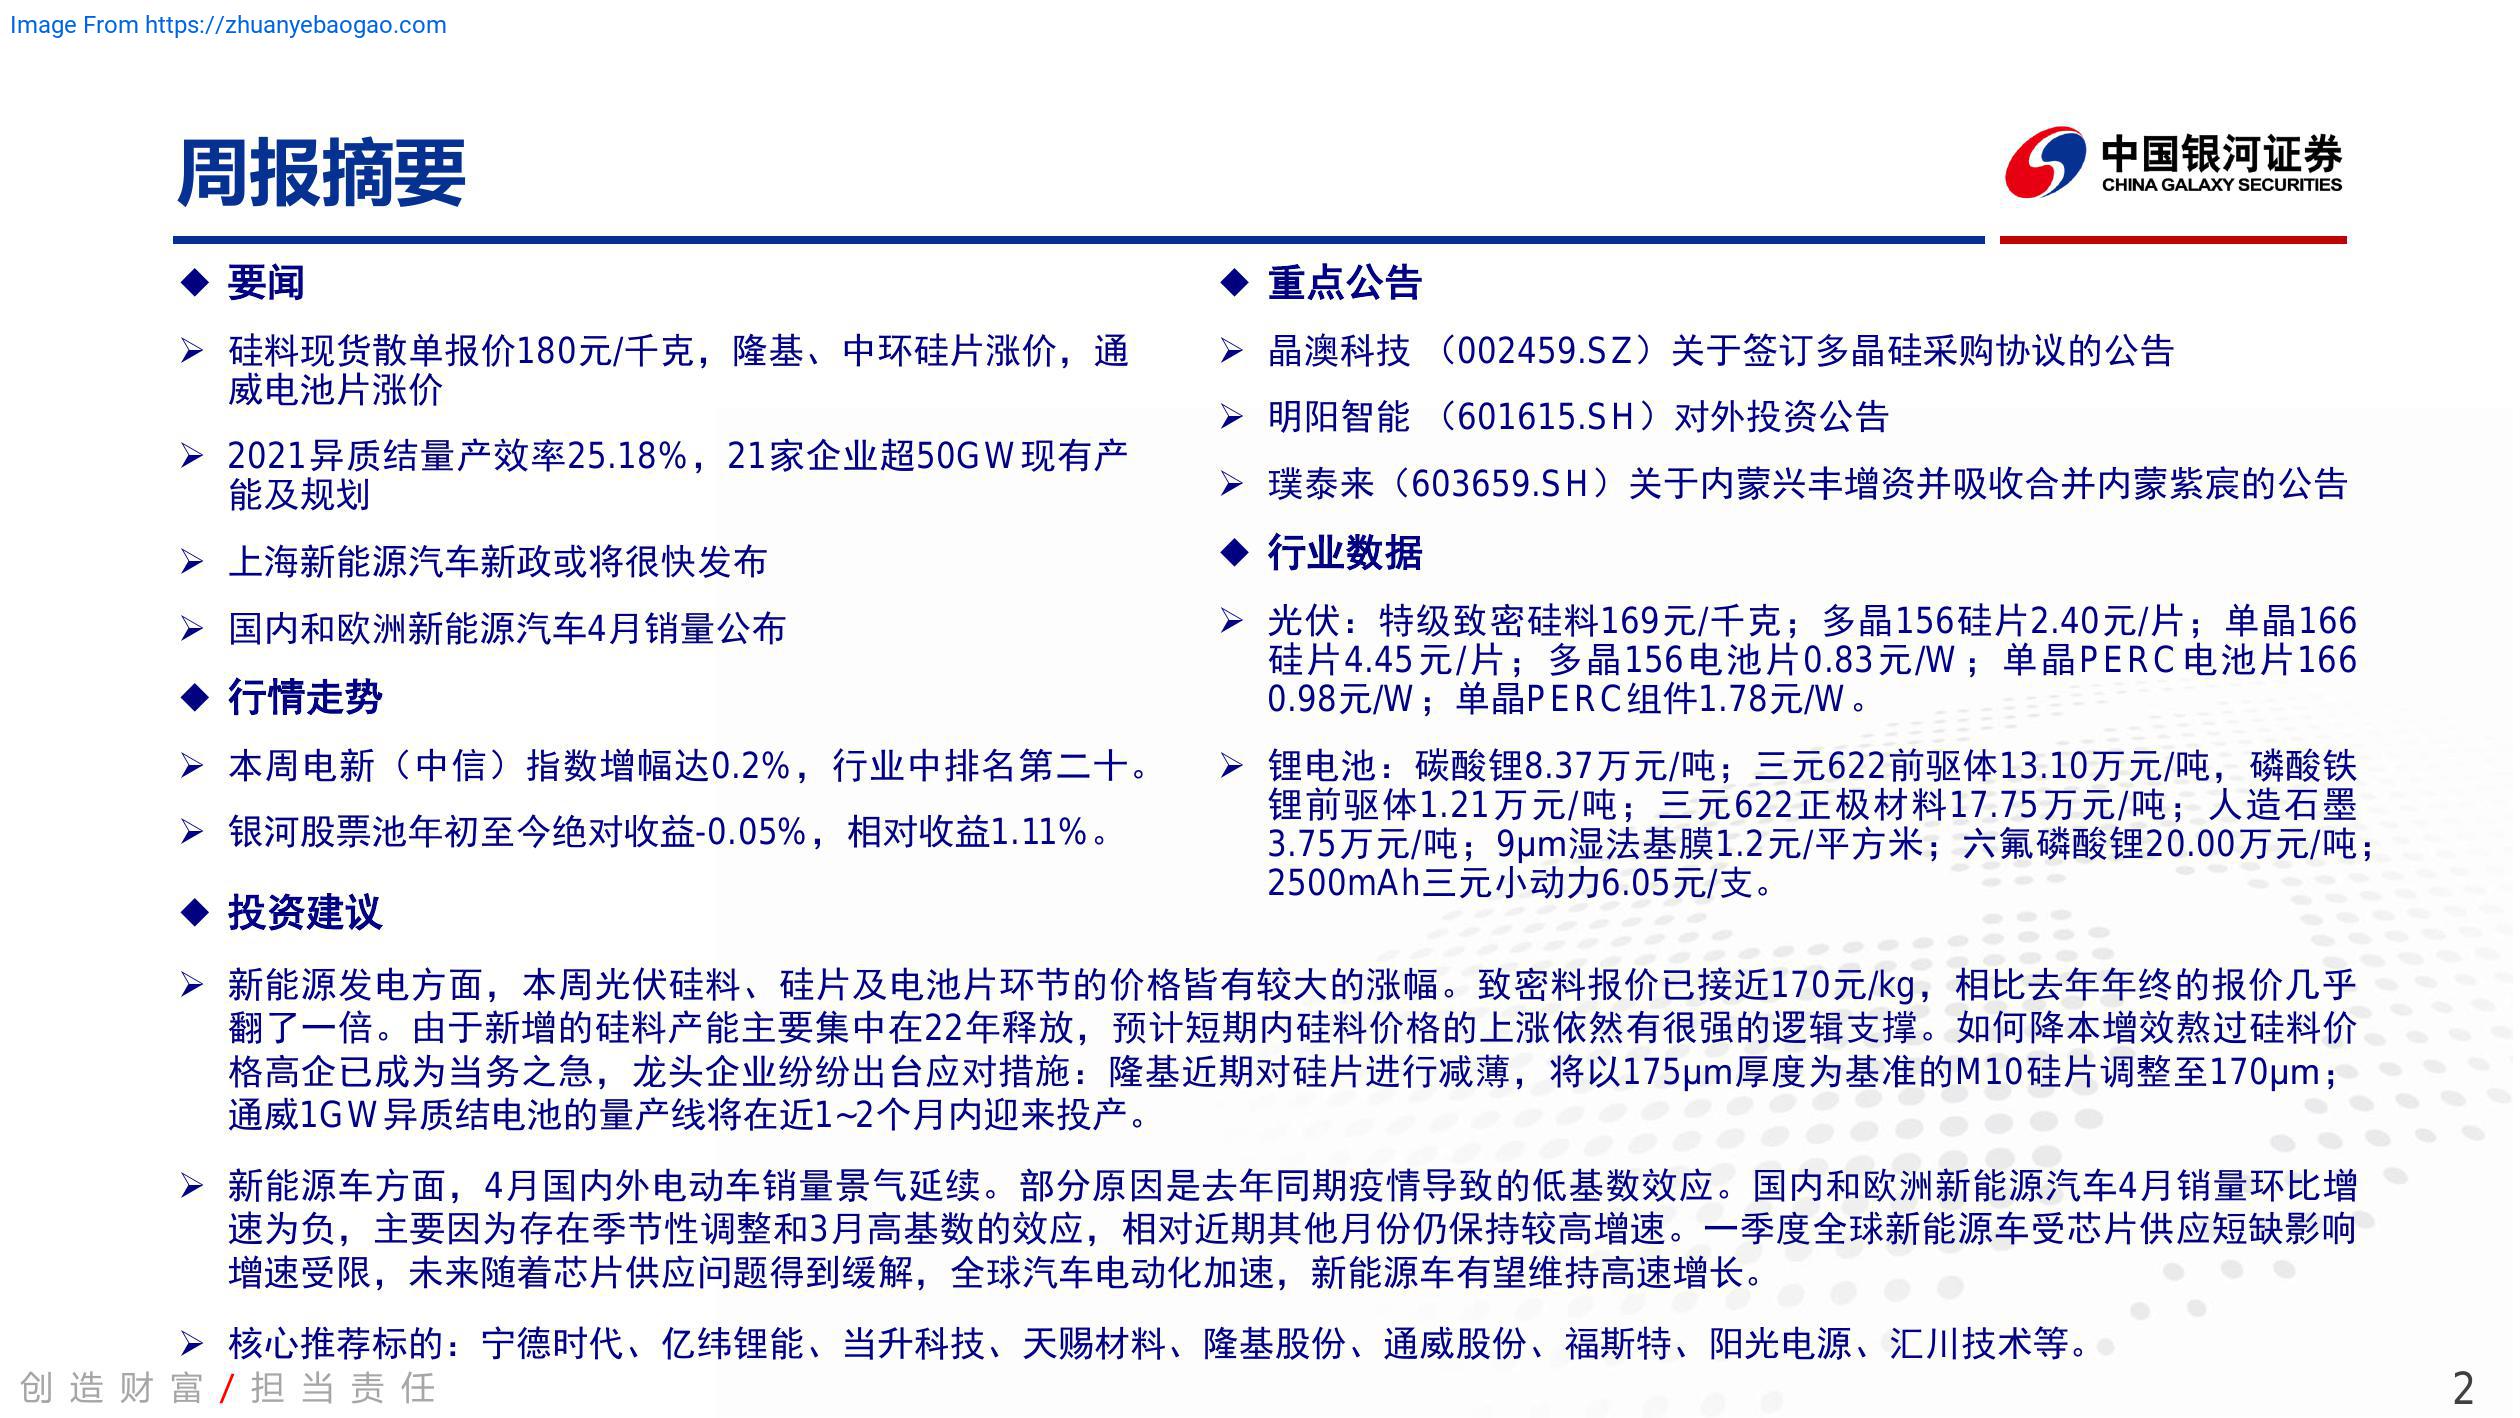 Image From https://zhuanyebaogao.com
周报摘要
中国银河证券
CHINA GALAXY SECURITIES
◆ 要闻
➢ 硅料现货散单报价180元/千克，隆基、中环硅片涨价，通
威电池片涨价
➢ 2021异质结量产效率25.18%，21家企业超50GW现有产
能及规划
➢ 上海新能源汽车新政或将很快发布
➢ 国内和欧洲新能源汽车4月销量公布
◆ 行情走势
➢ 本周电新（中信）指数增幅达0.2%，行业中排名第二十。
➢ 银河股票池年初至今绝对收益-0.05%，相对收益1.11%。
◆ 重点公告
➢ 晶澳科技 （002459.SZ）关于签订多晶硅采购协议的公告
➢ 明阳智能 （601615.SH）对外投资公告
➢ 璞泰来（603659.SH）关于内蒙兴丰增资并吸收合并内蒙紫宸的公告
◆ 行业数据
➢ 光伏：特级致密硅料169元/千克；多晶156硅片2.40元/片；单晶166
硅片4.45元/片；多晶156电池片0.83元/W；单晶PERC电池片166
0.98元/W；单晶PERC组件1.78元/W。
➢ 锂电池：碳酸锂8.37万元/吨；三元622前驱体13.10万元/吨，磷酸铁
锂前驱体1.21万元/吨；三元622正极材料17.75万元/吨；人造石墨
3.75万元/吨；9μm湿法基膜1.2元/平方米；六氟磷酸锂20.00万元/吨；
2500mAh三元小动力6.05元/支。
◆ 投资建议
➢ 新能源发电方面，本周光伏硅料、硅片及电池片环节的价格皆有较大的涨幅。致密料报价已接近170元/kg，相比去年年终的报价几乎
翻了一倍。由于新增的硅料产能主要集中在22年释放，预计短期内硅料价格的上涨依然有很强的逻辑支撑。如何降本增效熬过硅料价
格高企已成为当务之急，龙头企业纷纷出台应对措施：隆基近期对硅片进行减薄，将以175μm厚度为基准的M10硅片调整至170μm；
通威1GW异质结电池的量产线将在近1~2个月内迎来投产。
➢ 新能源车方面，4月国内外电动车销量景气延续。部分原因是去年同期疫情导致的低基数效应。国内和欧洲新能源汽车4月销量环比增
速为负，主要因为存在季节性调整和3月高基数的效应，相对近期其他月份仍保持较高增速。一季度全球新能源车受芯片供应短缺影响
增速受限，未来随着芯片供应问题得到缓解，全球汽车电动化加速，新能源车有望维持高速增长。
➢ 核心推荐标的：宁德时代、亿纬锂能、当升科技、天赐材料、隆基股份、通威股份、福斯特、阳光电源、汇川技术等。
创造财富/担当责任
2